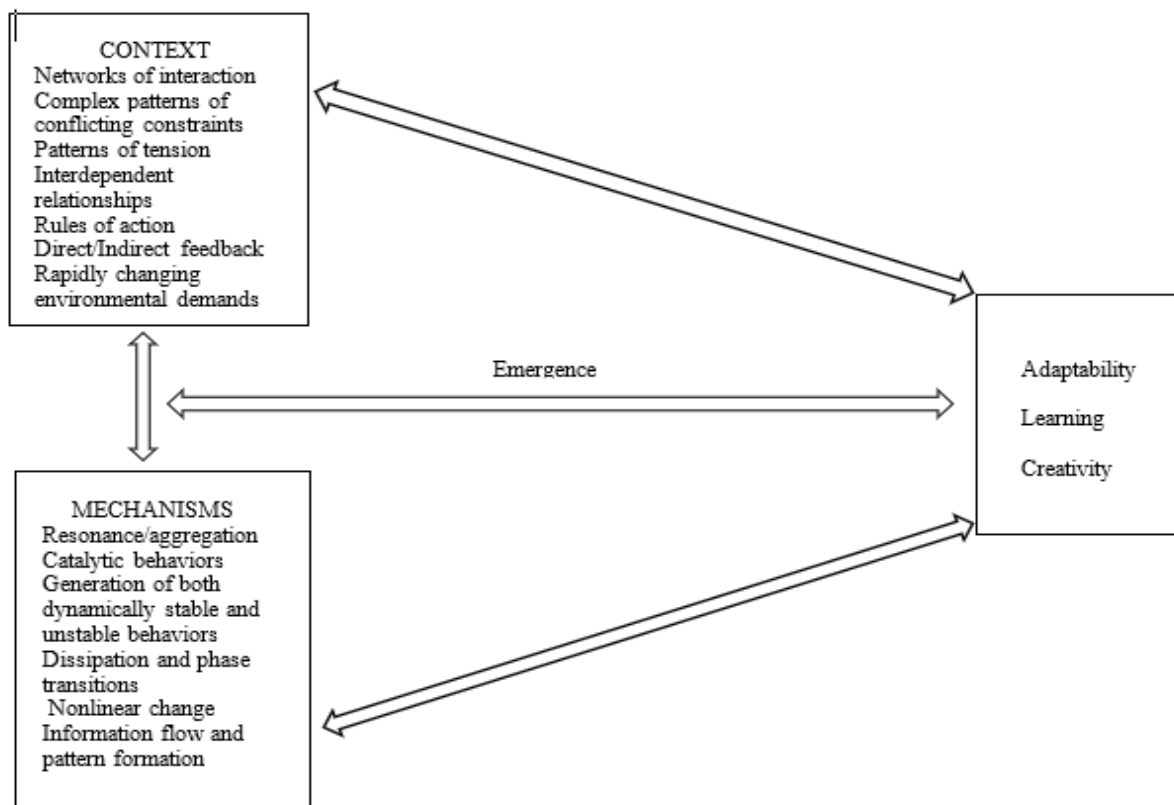 CONTEXT
Networks of interaction
Complex patterns of
conflicting constraints
Patterns of tension
Interdependent
relationships
Rules of action
Direct/Indirect feedback
Rapidly changing
environmental demands
Emergence
Adaptability
Learning
Creativity
MECHANISMS
Resonance/aggregation
Catalytic behaviors
Generation of both
dynamically stable and
unstable behaviors
Dissipation and phase
transitions
Nonlinear change
Information flow and
pattern formation